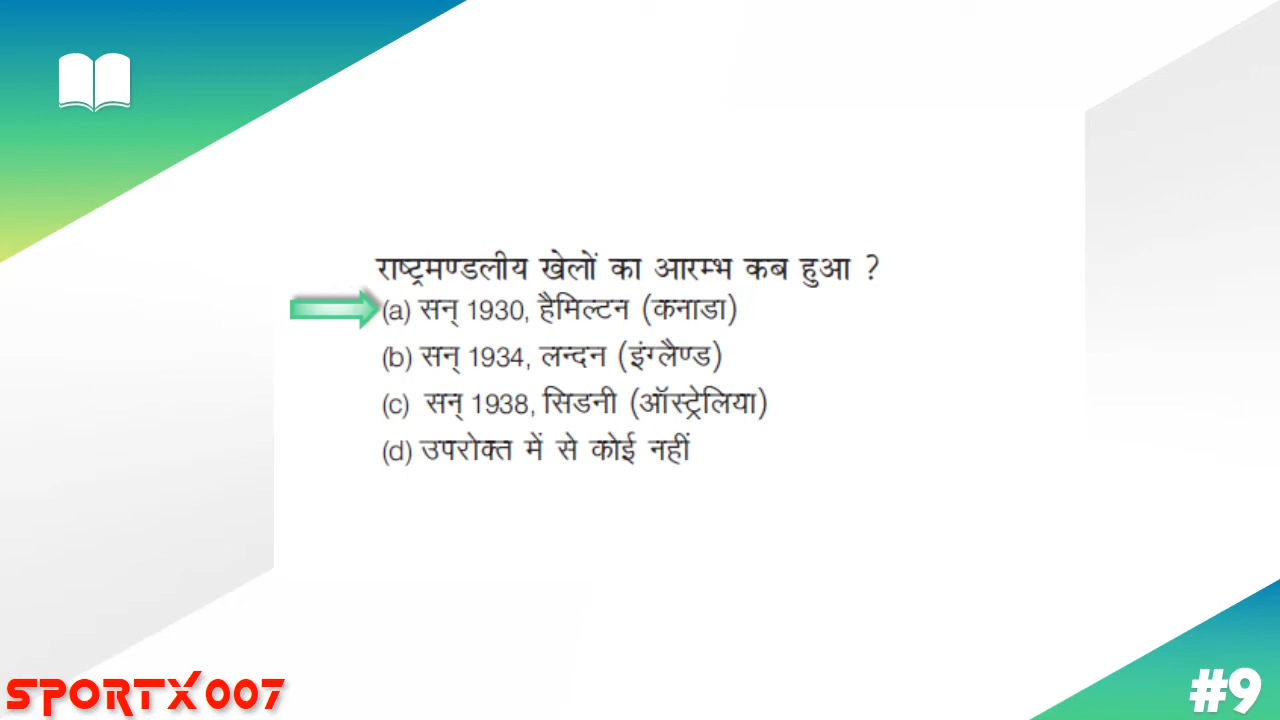 राष्ट्रमण्डलीय खेलों का आरम्भ कब हुआ ?
(a) सन् 1930, हैमिल्टन (कनाडा)
(b) सन् 1934, लन्दन (इंग्लैण्ड)
(c) सन् 1938, सिडनी (ऑस्ट्रेलिया)
(d) उपरोक्त में से कोई नहीं
SPORTX007
#9